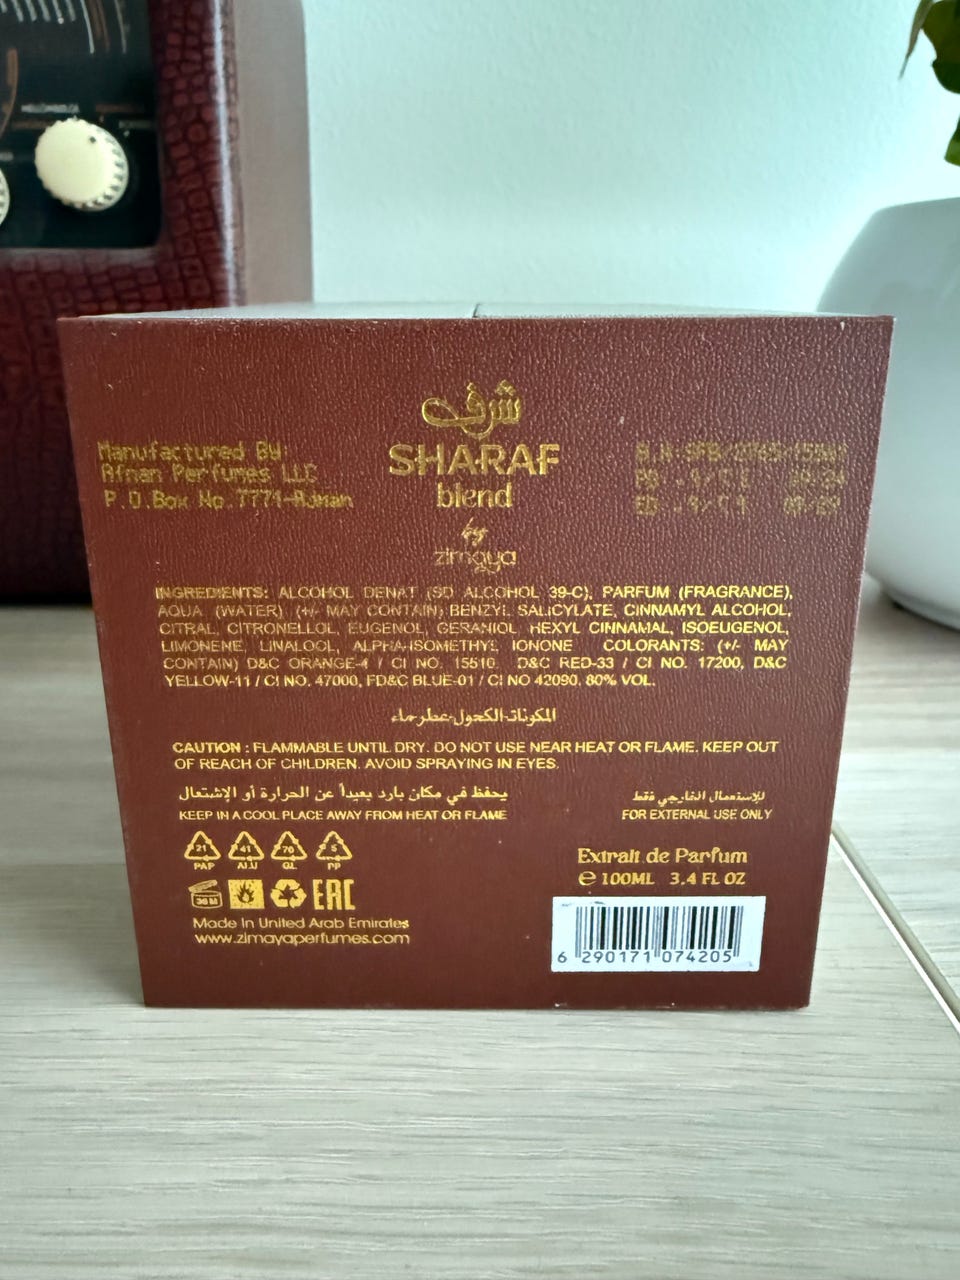 Manufactured By:
Afnan Perfumes LLC
P.O.Box No.7771-Ajman
شرف
SHARAF
blend
by
zimaya
INGREDIENTS: ALCOHOL DENAT (SD ALCOHOL 39-C), PARFUM (FRAGRANCE),
AQUA (WATER), (+/- MAY CONTAIN) BENZYL SALICYLATE, CINNAMYL ALCOHOL,
CITRAL, CITRONELLOL, EUGENOL, GERANIOL, HEXYL CINNAMAL, ISOEUGENOL,
LIMONENE, LINALOOL, ALPHA-ISOMETHYL IONONE COLORANTS: (+/- MAY
CONTAIN) D&C ORANGE-4 / CI NO. 15510, D&C RED-33 / CI NO. 17200, D&C
YELLOW-11 / CI NO. 47000, FD&C BLUE-01 / CI NO 42090. 80% VOL.
المكونات-الكحول-عطر-ماء
CAUTION : FLAMMABLE UNTIL DRY. DO NOT USE NEAR HEAT OR FLAME. KEEP OUT
OF REACH OF CHILDREN. AVOID SPRAYING IN EYES.
يحفظ في مكان بارد بعيداً عن الحرارة أو الإشتعال
KEEP IN A COOL PLACE AWAY FROM HEAT OR FLAME
للإستعمال الخارجي فقط
FOR EXTERNAL USE ONLY
21 41 70 5
PAP ALU GL PP
36 M EAC
Made in United Arab Emirates
www.zimayaperfumes.com
Extrait de Parfum
e 100ML 3.4 FL OZ
6 290171 074205